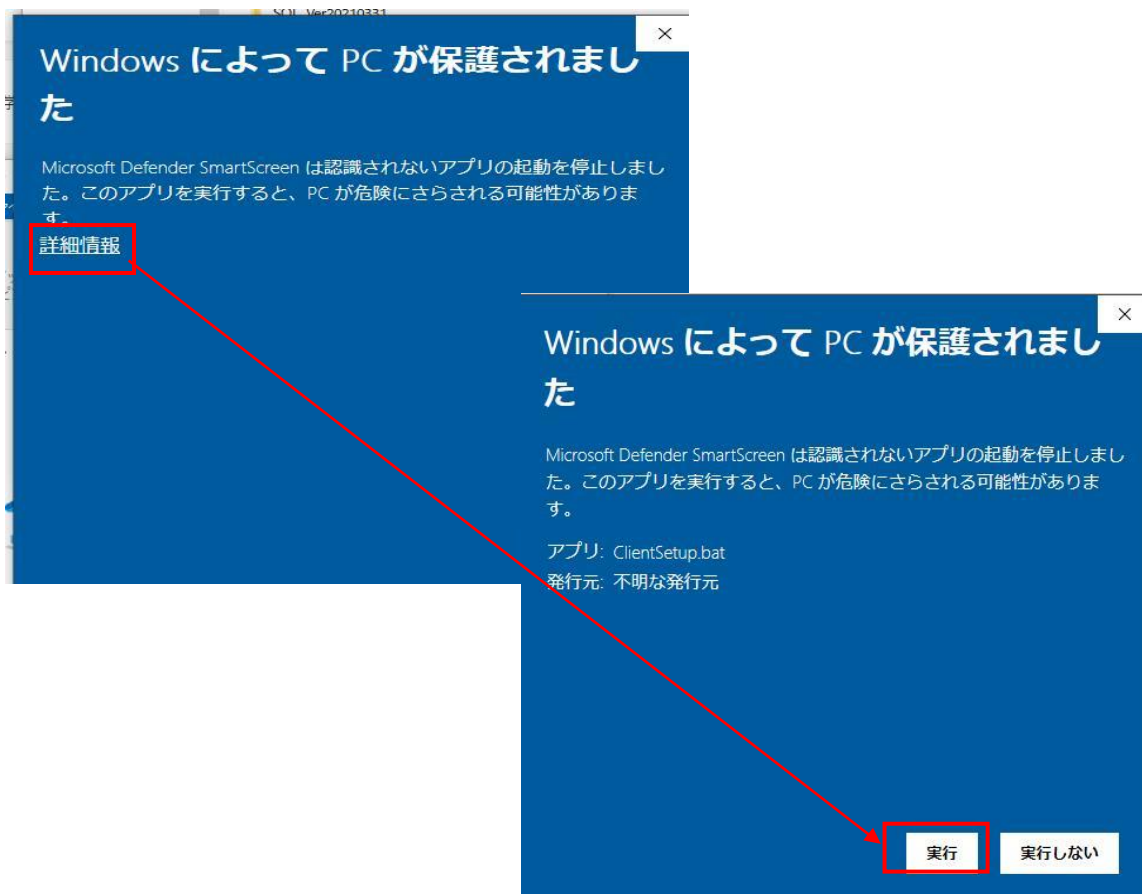 SQL_Ver20210331
Windows によって PC が保護されまし
た
Microsoft Defender SmartScreen は認識されないアプリの起動を停止しまし
た。このアプリを実行すると、PC が危険にさらされる可能性がありま
す。
詳細情報
Windows によって PC が保護されまし
た
Microsoft Defender SmartScreen は認識されないアプリの起動を停止しまし
た。このアプリを実行すると、PC が危険にさらされる可能性がありま
す。
アプリ: ClientSetup.bat
発行元: 不明な発行元
実行 実行しない